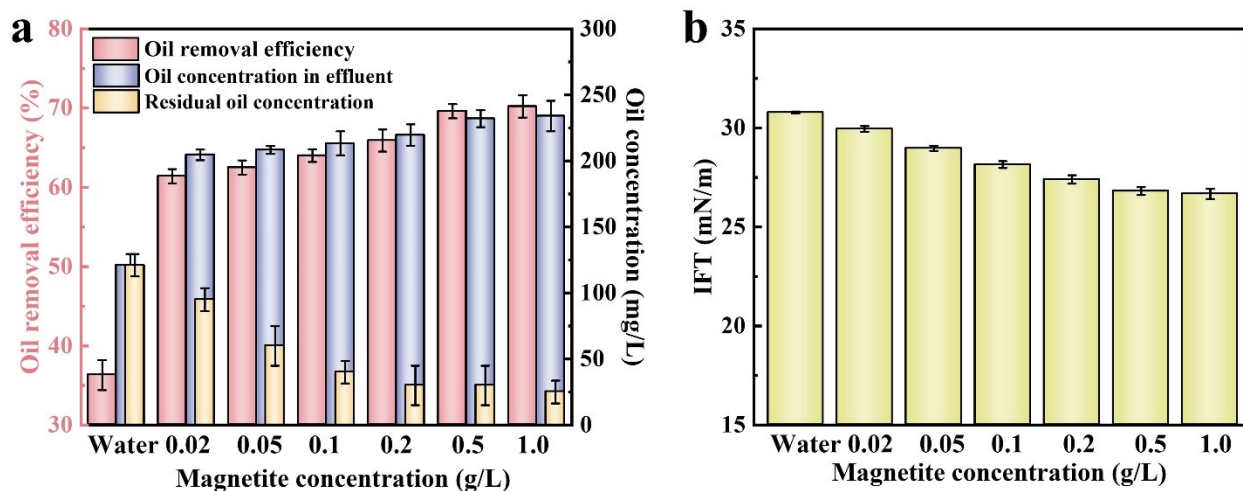 a
Oil removal efficiency
Oil concentration in effluent
Residual oil concentration
Oil removal efficiency (%)
80
70
60
50
40
30
Oil concentration (mg/L)
300
250
200
150
100
50
0
Water 0.02 0.05 0.1 0.2 0.5 1.0
Magnetite concentration (g/L)
b
IFT (mN/m)
35
30
25
20
15
Water 0.02 0.05 0.1 0.2 0.5 1.0
Magnetite concentration (g/L)